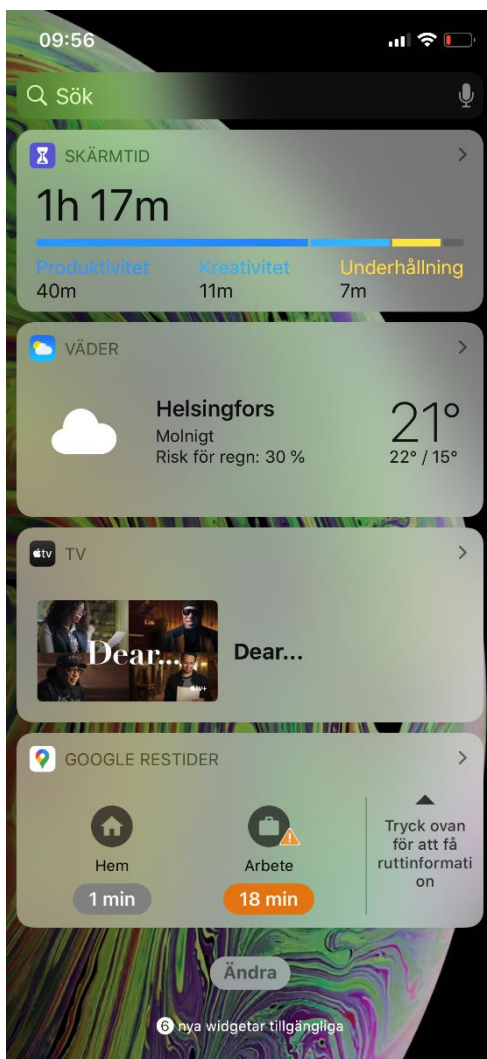 09:56
Sök
SKÄRMTID
1h 17m
Produktivitet Kreativitet Underhållning
40m 11m 7m
VÄDER
Helsingfors
Molnigt
Risk för regn: 30 %
21°
22° / 15°
tv TV
Dear...
tv+
Dear...
GOOGLE RESTIDER
Hem
1 min
Arbete
18 min
Tryck ovan
för att få
ruttinformati
on
Ändra
6 nya widgetar tillgängliga